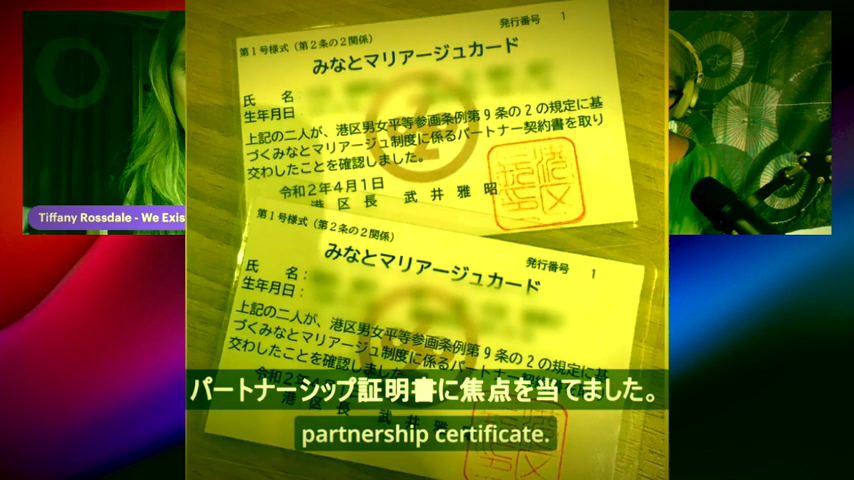 発行番号 1
第1号様式(第2条の2関係)
みなとマリアージュカード
氏 名
生年月日
上記の二人が、港区男女平等参画条例第9条の2の規定に基
づくみなとマリアージュ制度に係るパートナー契約書を取り
交わしたことを確認しました。
令和2年4月1日
港 区 長 武 井 雅 昭
Tiffany Rossdale - We Exis
第1号様式(第2条の2関係)
発行番号 1
みなとマリアージュカード
氏 名:
生年月日:
上記の二人が、港区男女平等参画条例第9条の2の規定に基
づくみなとマリアージュ制度に係るパートナー契約
交わしたことを確認しまし
令和2年4
港 区 長 武 井 雅
パートナーシップ証明書に焦点を当てました。
partnership certificate.